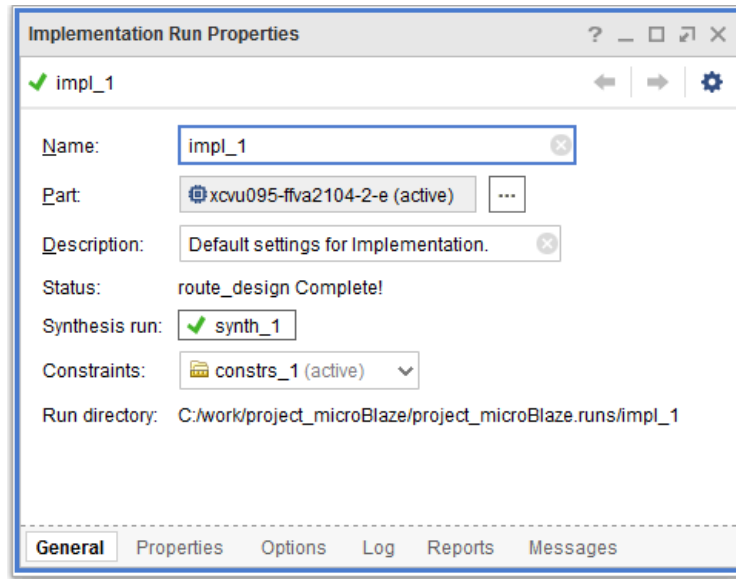 Implementation Run Properties ?
impl_1
Name: impl_1
Part: xcvu095-ffva2104-2-e (active) ...
Description: Default settings for Implementation.
Status: route_design Complete!
Synthesis run: synth_1
Constraints: constrs_1 (active)
Run directory: C:/work/project_microBlaze/project_microBlaze.runs/impl_1
General Properties Options Log Reports Messages